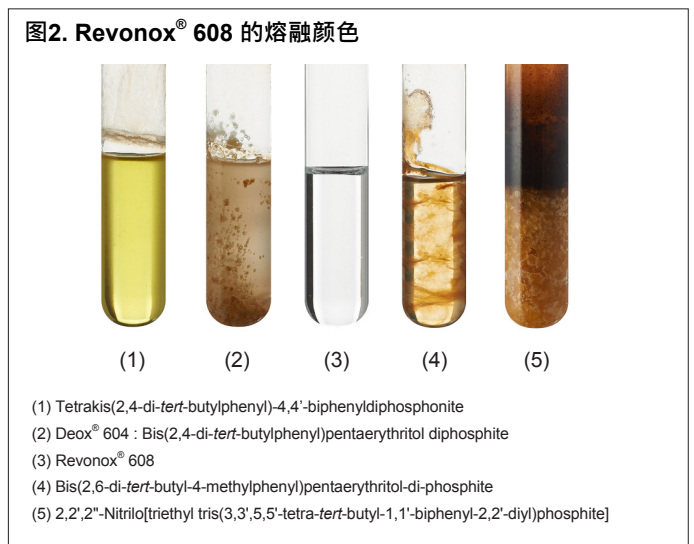 图2. Revonox® 608 的熔融颜色
(1) (2) (3) (4) (5)
(1) Tetrakis(2,4-di-tert-butylphenyl)-4,4’-biphenyldiphosphonite
(2) Deox® 604 : Bis(2,4-di-tert-butylphenyl)pentaerythritol diphosphite
(3) Revonox® 608
(4) Bis(2,6-di-tert-butyl-4-methylphenyl)pentaerythritol-di-phosphite
(5) 2,2',2"-Nitrilo[triethyl tris(3,3',5,5'-tetra-tert-butyl-1,1'-biphenyl-2,2'-diyl)phosphite]